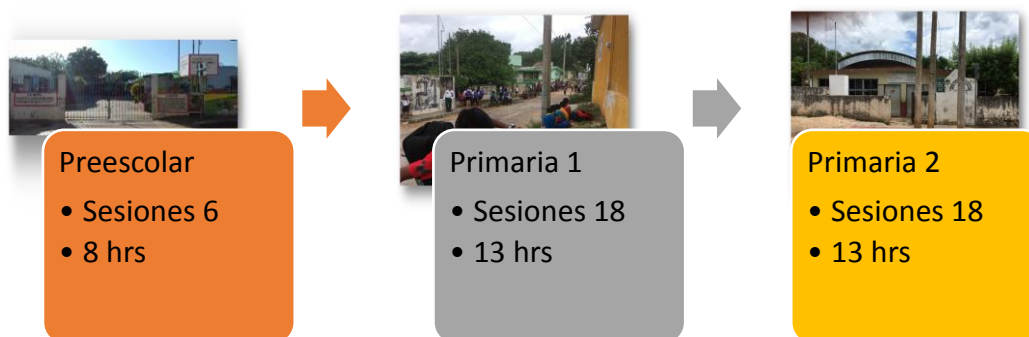 Preescolar
• Sesiones 6
• 8 hrs
Primaria 1
• Sesiones 18
• 13 hrs
Primaria 2
• Sesiones 18
• 13 hrs